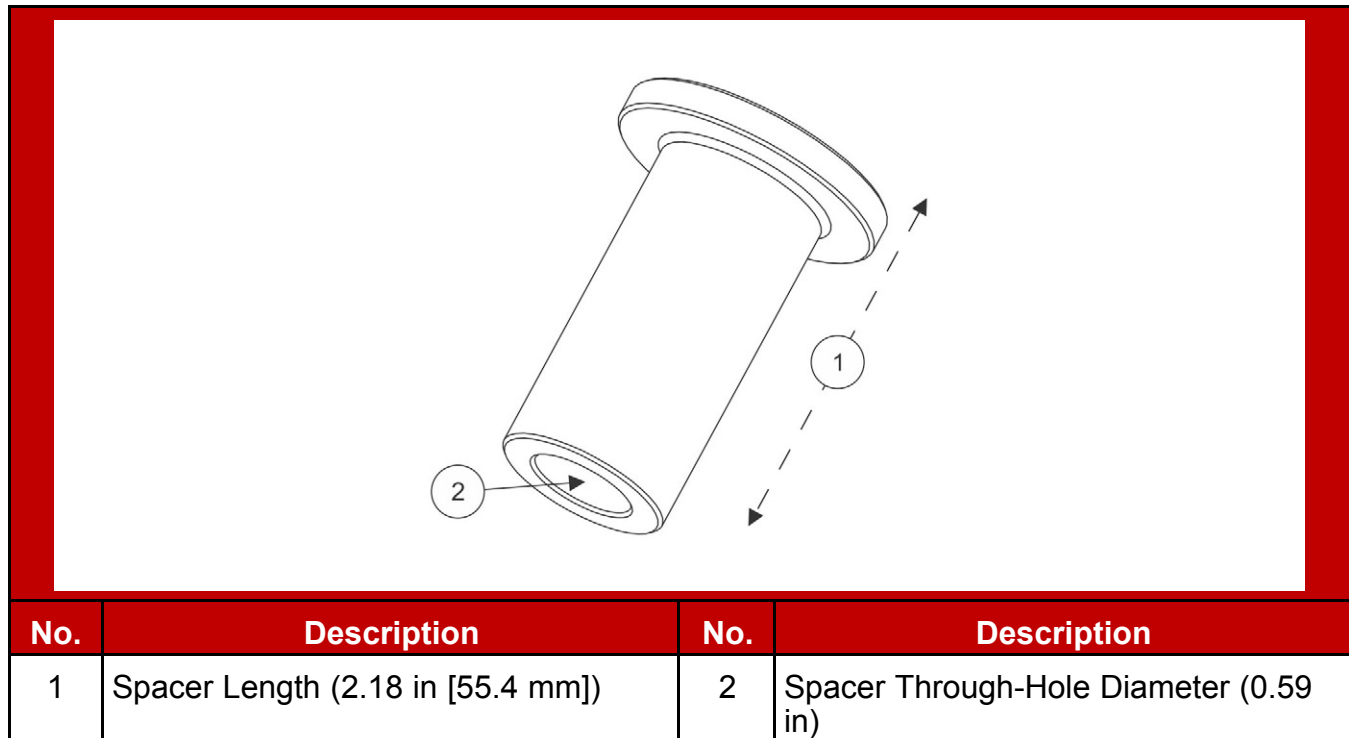 1
2
No. Description No. Description
1 Spacer Length (2.18 in [55.4 mm]) 2 Spacer Through-Hole Diameter (0.59
in)